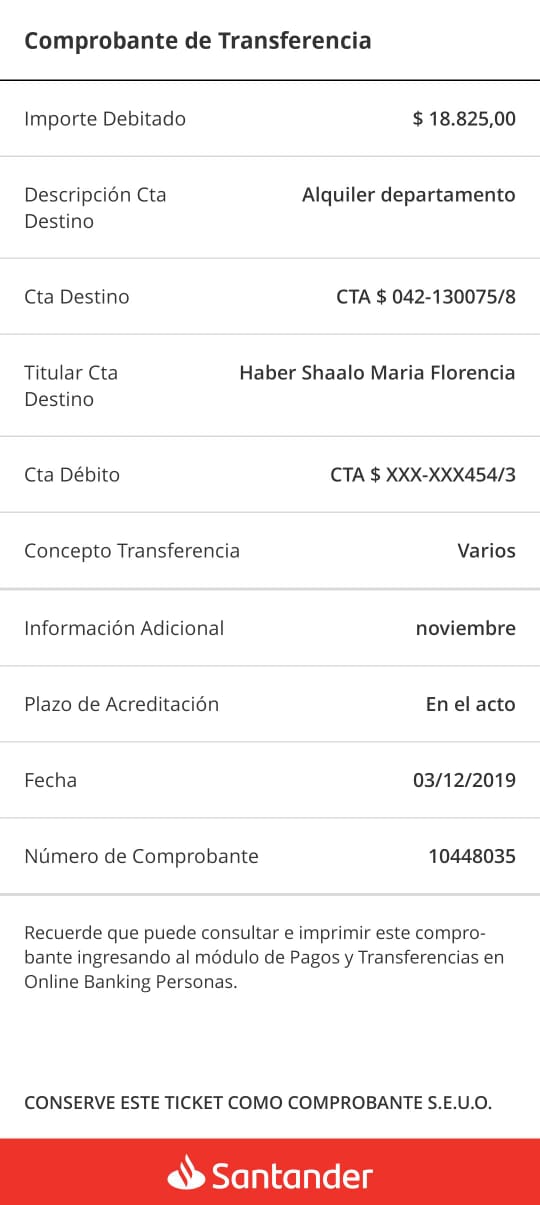 Comprobante de Transferencia
Importe Debitado $ 18.825,00
Descripción Cta Alquiler departamento
Destino
Cta Destino CTA $ 042-130075/8
Titular Cta Haber Shaalo Maria Florencia
Destino
Cta Débito CTA $ XXX-XXX454/3
Concepto Transferencia Varios
Información Adicional noviembre
Plazo de Acreditación En el acto
Fecha 03/12/2019
Número de Comprobante 10448035
Recuerde que puede consultar e imprimir este compro-
bante ingresando al módulo de Pagos y Transferencias en
Online Banking Personas.
CONSERVE ESTE TICKET COMO COMPROBANTE S.E.U.O.
Santander